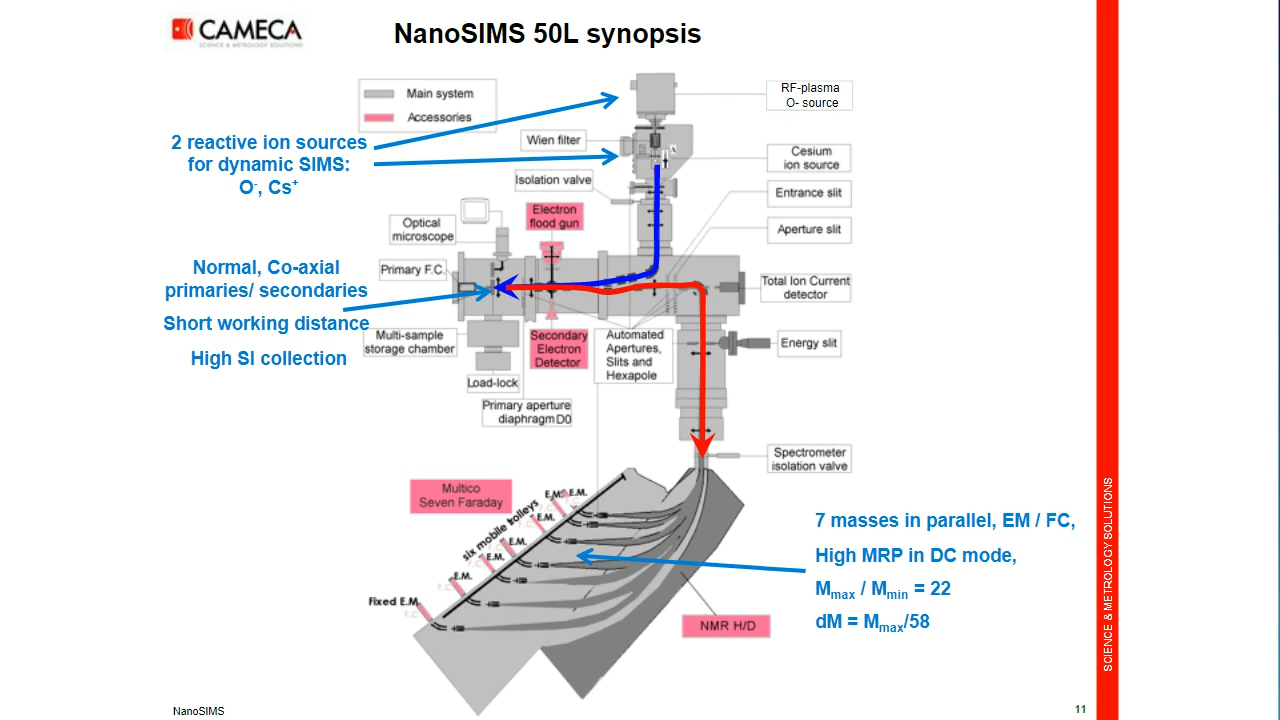 CAMECA
SCIENCE & METROLOGY SOLUTIONS
NanoSIMS 50L synopsis
Main system
Accessories
RF-plasma
O- source
2 reactive ion sources
for dynamic SIMS:
O-, Cs+
Wien filter
Cesium
ion source
Isolation valve
Entrance slit
Electron
flood gun
Optical
microscope
Aperture slit
Normal, Co-axial
primaries/ secondaries
Short working distance
High SI collection
Primary F.C.
Total Ion Current
detector
Multi-sample
storage chamber
Secondary
Electron
Detector
Automated
Apertures,
Slits and
Hexapole
Energy slit
Load-lock
Primary aperture
diaphragm D0
Spectrometer
isolation valve
Multico
Seven Faraday
six mobile trolleys
E.M.
E.M.
F.C.
E.M.
F.C.
E.M.
F.C.
E.M.
F.C.
E.M.
F.C.
Fixed E.M.
F.C.
NMR H/D
7 masses in parallel, EM / FC,
High MRP in DC mode,
Mmax / Mmin = 22
dM = Mmax/58
SCIENCE & METROLOGY SOLUTIONS
NanoSIMS
11